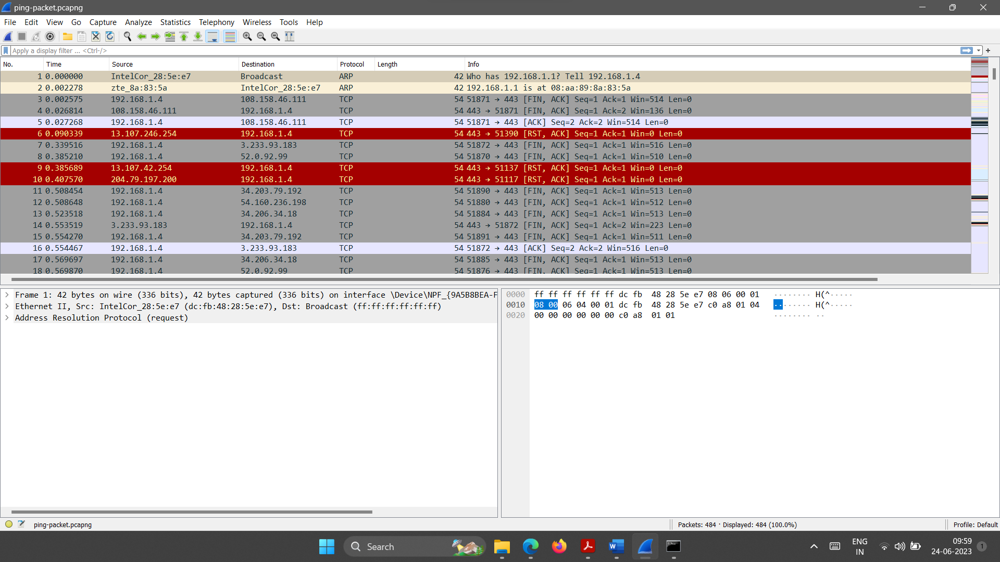 ping-packet.pcapng
File Edit View Go Capture Analyze Statistics Telephony Wireless Tools Help
Apply a display filter ... <Ctrl-/>
No. Time Source Destination Protocol Length Info
1 0.000000 IntelCor_28:5e:e7 Broadcast ARP 42 Who has 192.168.1.1? Tell 192.168.1.4
2 0.002278 zte_8a:83:5a IntelCor_28:5e:e7 ARP 42 192.168.1.1 is at 08:aa:89:8a:83:5a
3 0.002575 192.168.1.4 108.158.46.111 TCP 54 51871 → 443 [FIN, ACK] Seq=1 Ack=1 Win=514 Len=0
4 0.026814 108.158.46.111 192.168.1.4 TCP 54 443 → 51871 [FIN, ACK] Seq=1 Ack=2 Win=136 Len=0
5 0.027268 192.168.1.4 108.158.46.111 TCP 54 51871 → 443 [ACK] Seq=2 Ack=2 Win=514 Len=0
6 0.090339 13.107.246.254 192.168.1.4 TCP 54 443 → 51390 [RST, ACK] Seq=1 Ack=1 Win=0 Len=0
7 0.339516 192.168.1.4 3.233.93.183 TCP 54 51872 → 443 [FIN, ACK] Seq=1 Ack=1 Win=516 Len=0
8 0.385210 192.168.1.4 52.0.92.99 TCP 54 51870 → 443 [FIN, ACK] Seq=1 Ack=1 Win=510 Len=0
9 0.385689 13.107.42.254 192.168.1.4 TCP 54 443 → 51137 [RST, ACK] Seq=1 Ack=1 Win=0 Len=0
10 0.407570 204.79.197.200 192.168.1.4 TCP 54 443 → 51117 [RST, ACK] Seq=1 Ack=1 Win=0 Len=0
11 0.508454 192.168.1.4 34.203.79.192 TCP 54 51890 → 443 [FIN, ACK] Seq=1 Ack=1 Win=513 Len=0
12 0.508648 192.168.1.4 54.160.236.198 TCP 54 51880 → 443 [FIN, ACK] Seq=1 Ack=1 Win=512 Len=0
13 0.523518 192.168.1.4 34.206.34.18 TCP 54 51884 → 443 [FIN, ACK] Seq=1 Ack=1 Win=513 Len=0
14 0.553519 3.233.93.183 192.168.1.4 TCP 54 443 → 51872 [FIN, ACK] Seq=1 Ack=2 Win=223 Len=0
15 0.554270 192.168.1.4 34.203.79.192 TCP 54 51891 → 443 [FIN, ACK] Seq=1 Ack=1 Win=511 Len=0
16 0.554467 192.168.1.4 3.233.93.183 TCP 54 51872 → 443 [ACK] Seq=2 Ack=2 Win=516 Len=0
17 0.569697 192.168.1.4 34.206.34.18 TCP 54 51885 → 443 [FIN, ACK] Seq=1 Ack=1 Win=513 Len=0
18 0.569870 192.168.1.4 52.0.92.99 TCP 54 51876 → 443 [FIN, ACK] Seq=1 Ack=1 Win=513 Len=0
Frame 1: 42 bytes on wire (336 bits), 42 bytes captured (336 bits) on interface \Device\NPF_{9A5B8BEA-F
Ethernet II, Src: IntelCor_28:5e:e7 (dc:fb:48:28:5e:e7), Dst: Broadcast (ff:ff:ff:ff:ff:ff)
Address Resolution Protocol (request)
0000 ff ff ff ff ff ff dc fb 48 28 5e e7 08 06 00 01 ········ H(^·····
0010 08 00 06 04 00 01 dc fb 48 28 5e e7 c0 a8 01 04 ········ H(^·····
0020 00 00 00 00 00 00 c0 a8 01 01 ········ ··
ping-packet.pcapng
Packets: 484 · Displayed: 484 (100.0%)
Profile: Default
Search
ENG
IN
09:59
24-06-2023
1